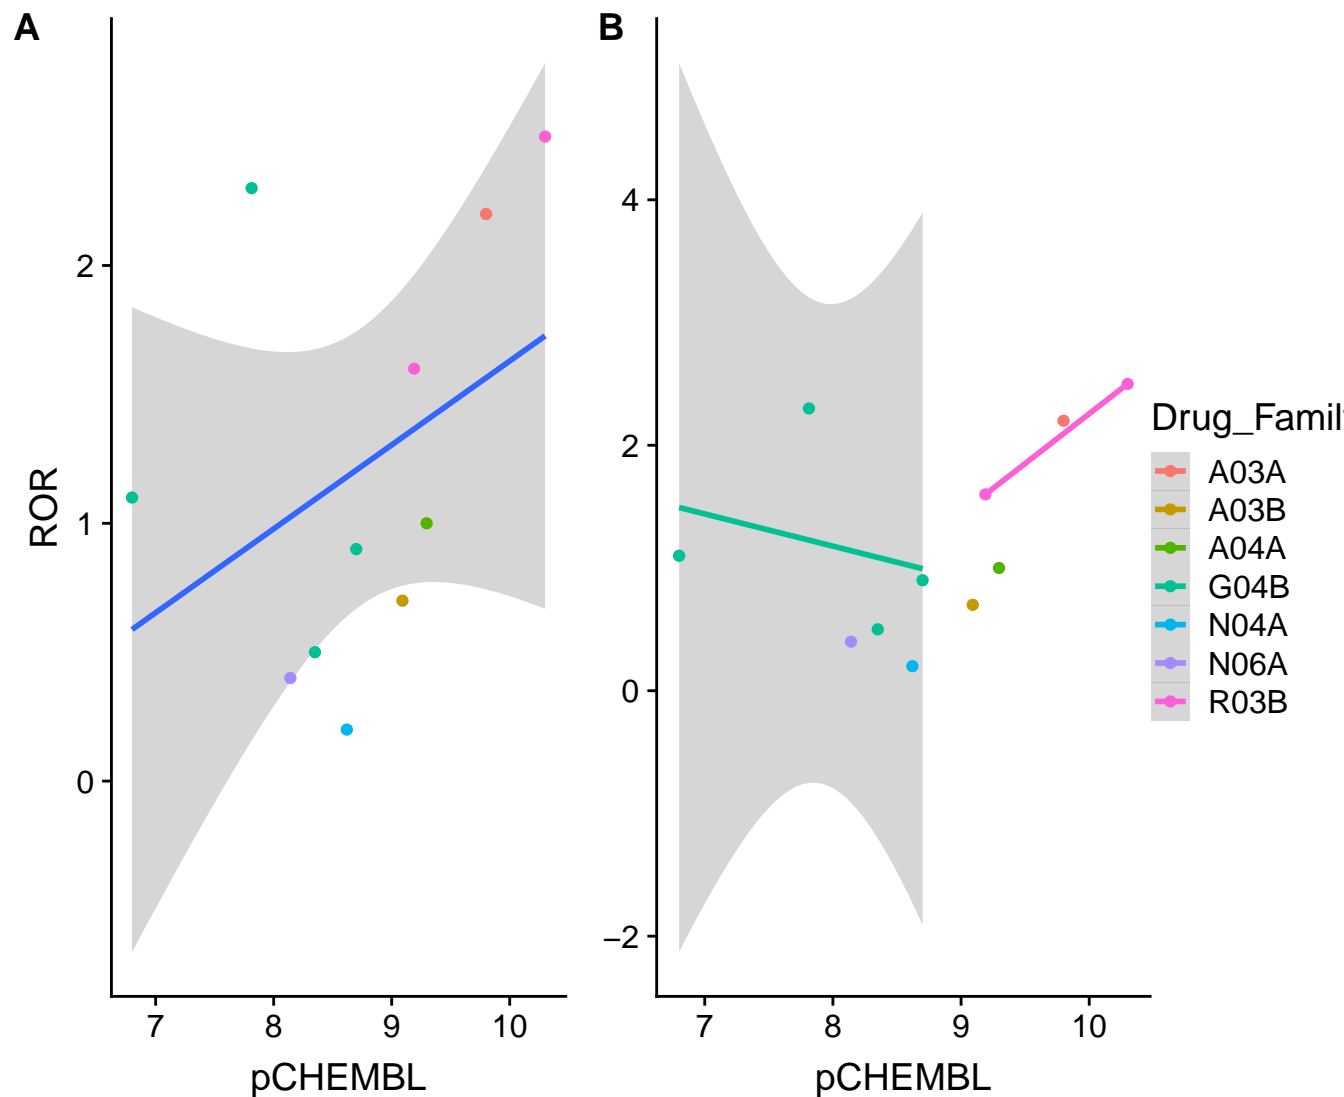 A
B
ROR
2
1
0
7
8
9
10
pCHEMBL
4
2
0
−2
7
8
9
10
pCHEMBL
Drug_Famil
A03A
A03B
A04A
G04B
N04A
N06A
R03B